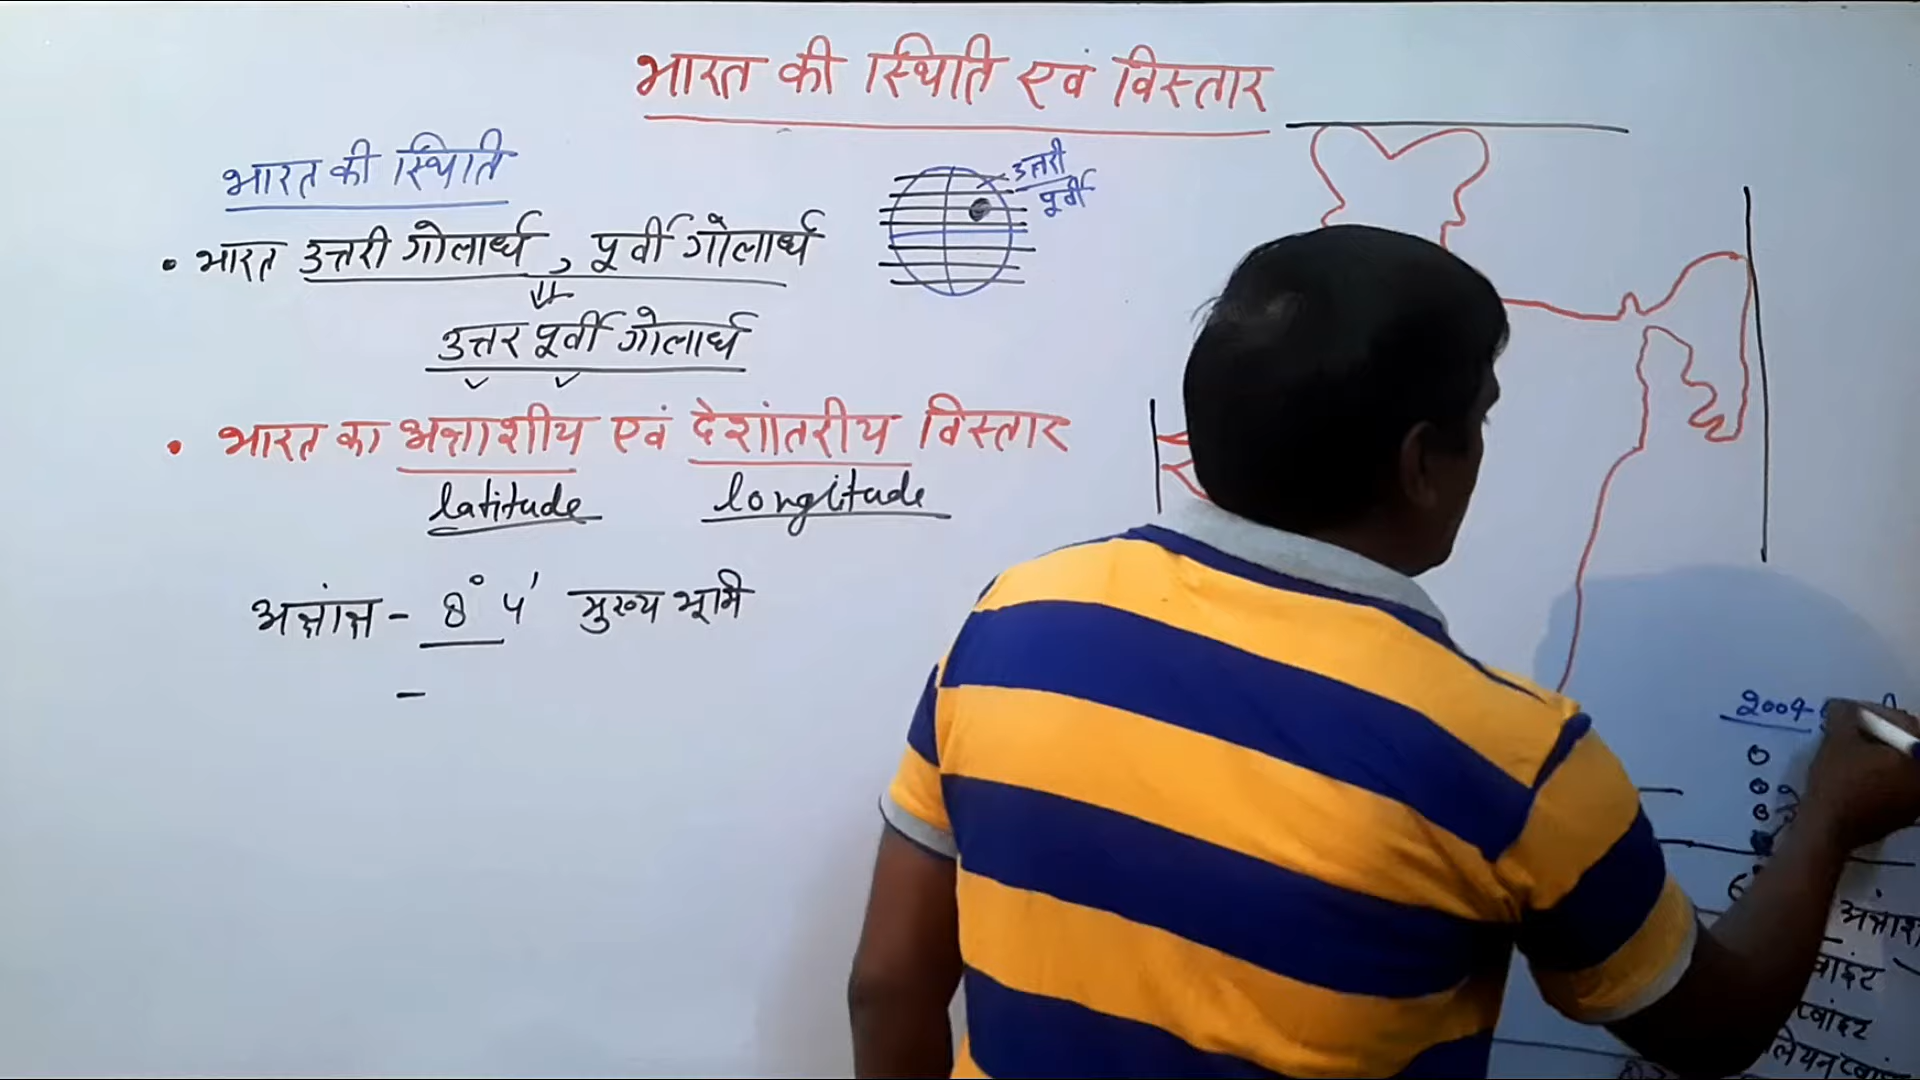 भारत की स्थिति एवं विस्तार
भारत की स्थिति
उत्तरी
पूर्वी
• भारत उत्तरी गोलार्ध, पूर्वी गोलार्ध
उत्तर पूर्वी गोलार्ध
• भारत का अक्षाशीय एवं देशांतरीय विस्तार
latitude longitude
अक्षांक्ष - 8° 4' मुख्य भूमि
-
2004